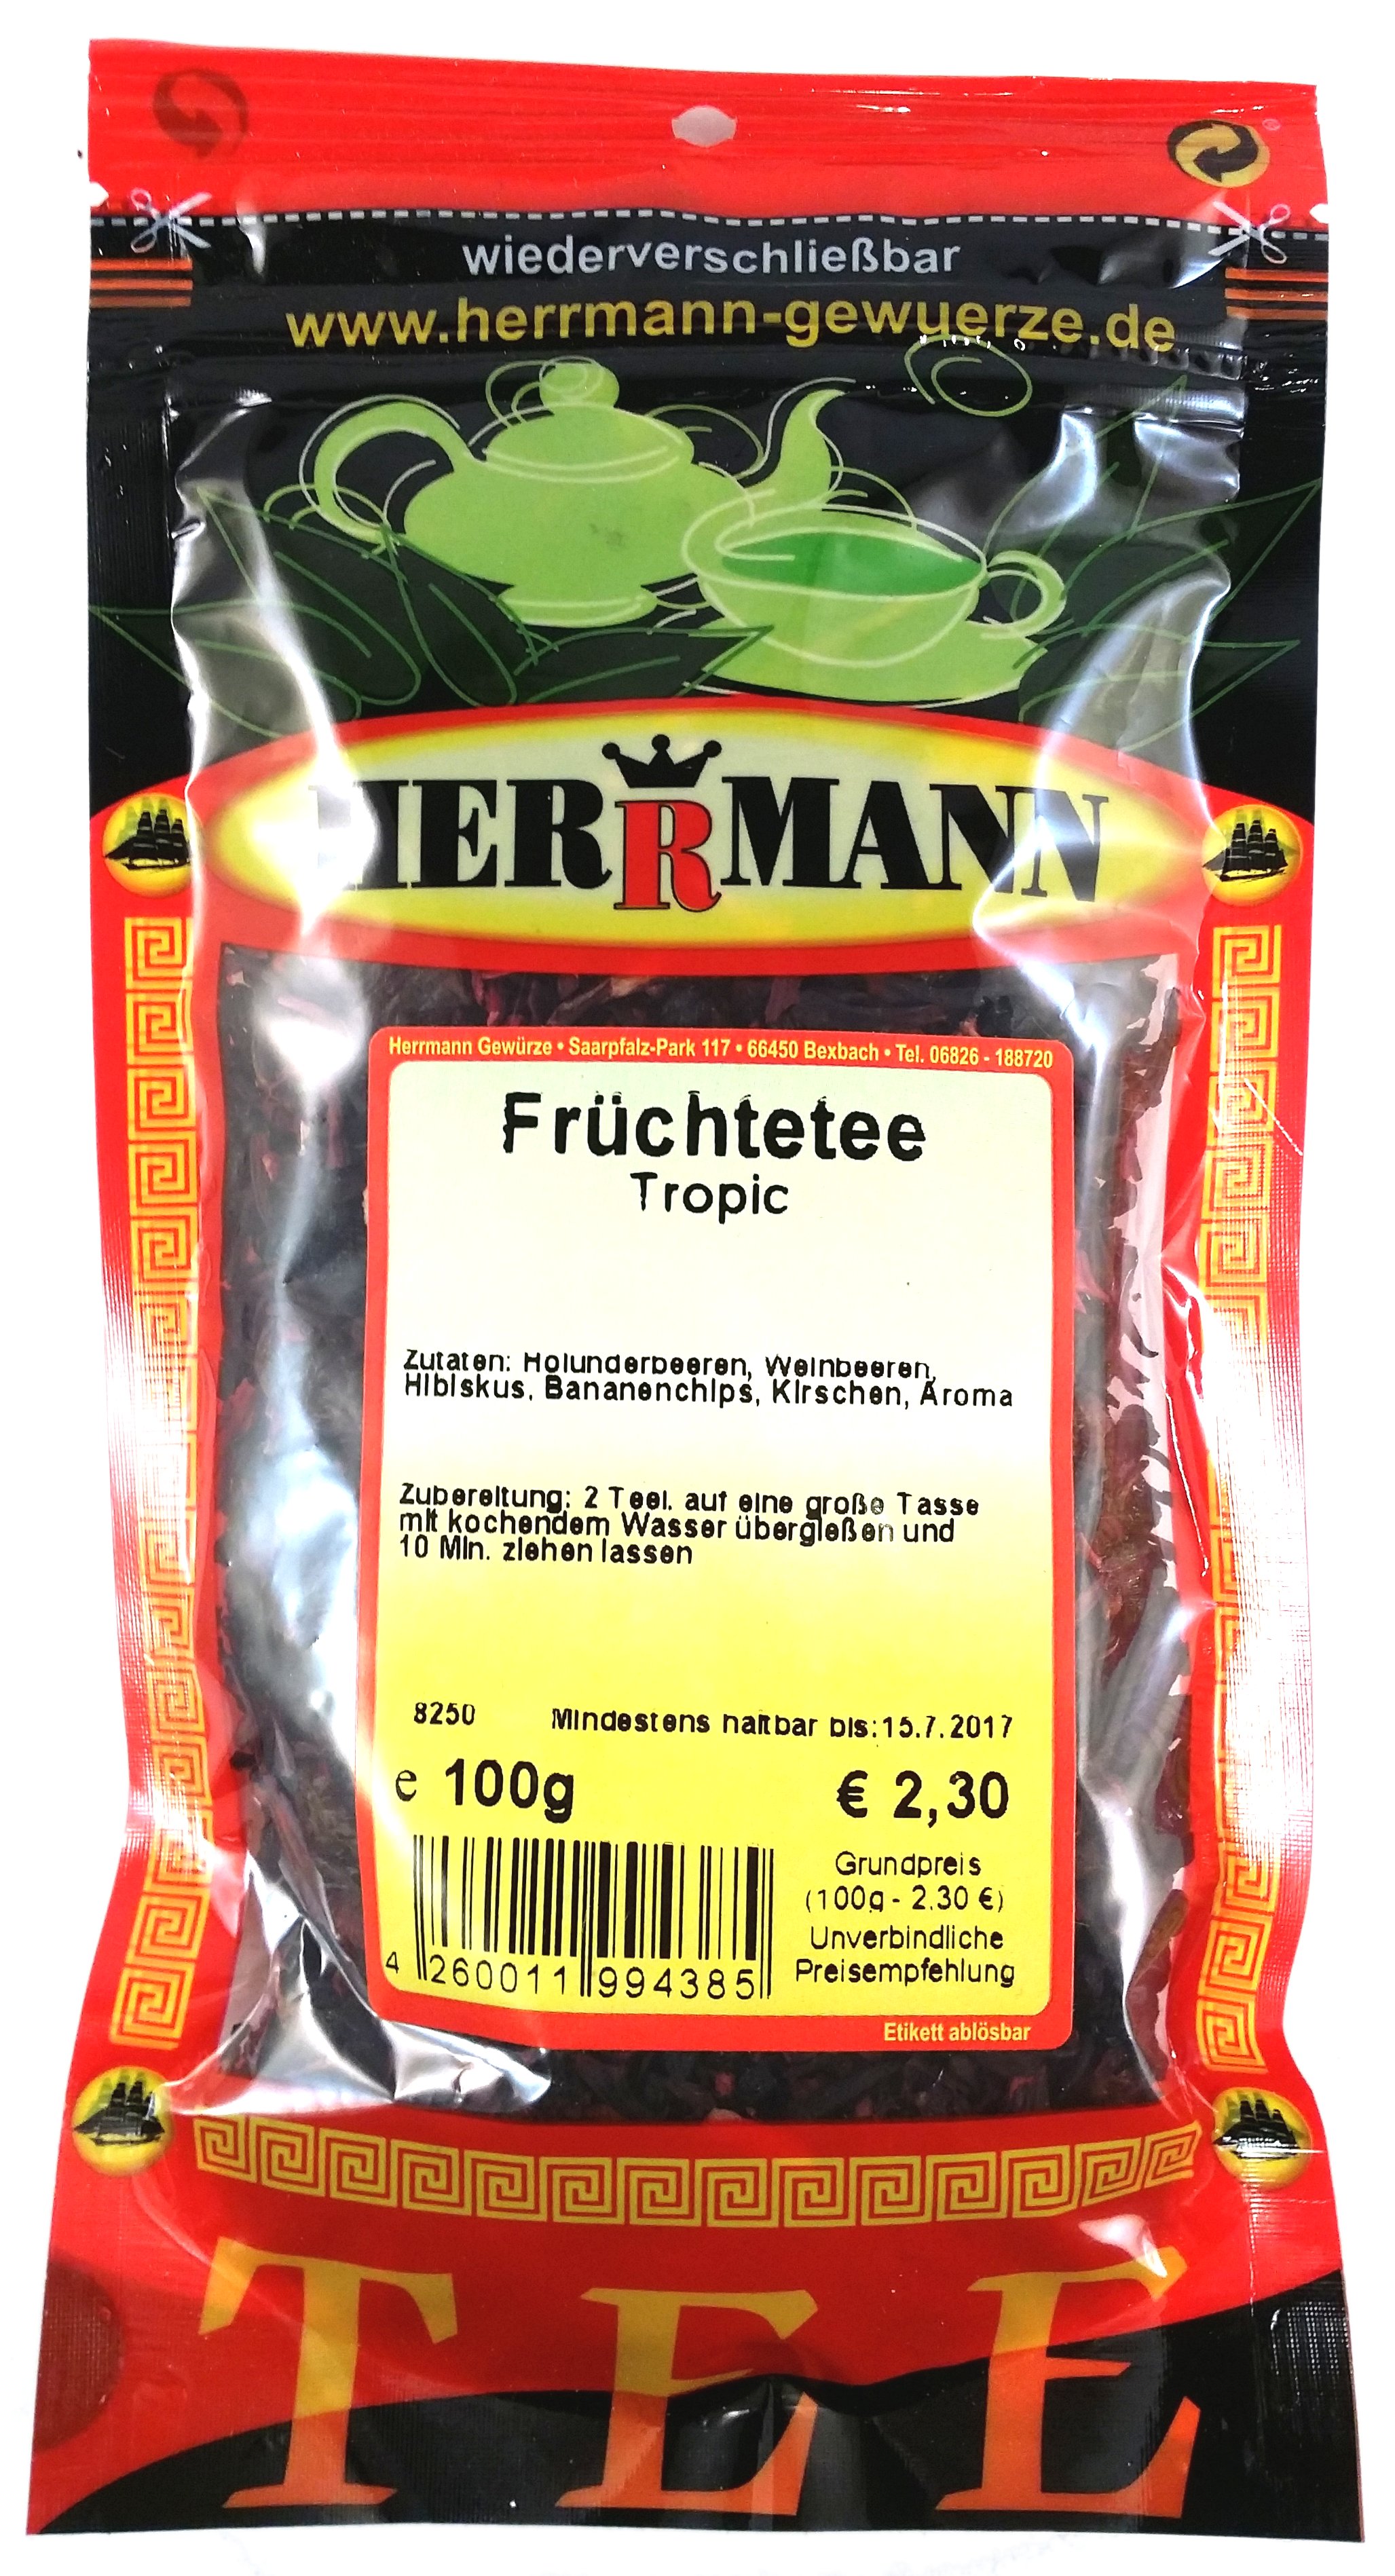 wiederverschließbar
www.herrmann-gewuerze.de
HERRMANN
Herrmann Gewürze • Saarpfalz-Park 117 • 66450 Bexbach • Tel. 06826 - 188720
Früchtetee
Tropic
Zutaten: Holunderbeeren, Weinbeeren,
Hibiskus, Bananenchips, Kirschen, Aroma
Zubereitung: 2 Teel. auf eine große Tasse
mit kochendem Wasser übergießen und
10 Min. ziehen lassen
8250 Mindestens haltbar bis:15.7.2017
e 100g € 2,30
Grundpreis
(100g - 2.30 €)
Unverbindliche
Preisempfehlung
4 260011 994385
Etikett ablösbar
TEE